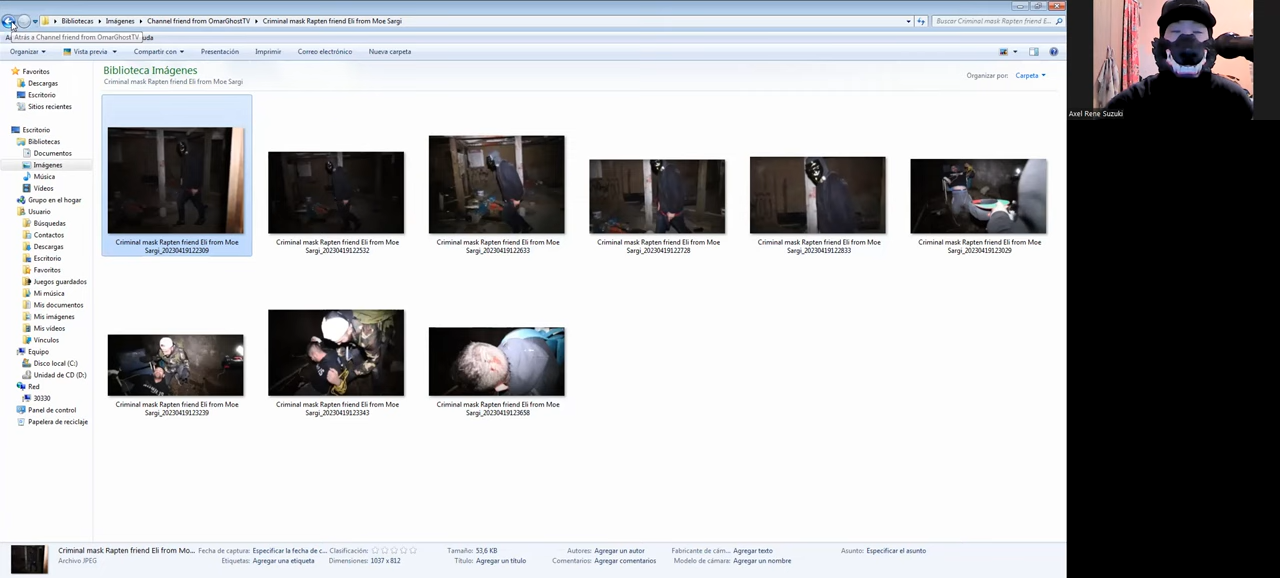 Bibliotecas
Imágenes
Channel friend from OmarGhostTV
Criminal mask Rapten friend Eli from Moe Sargi
Buscar Criminal mask Rapten friend E...
Atrás a Channel friend from OmarGhostTV
uda
Organizar
Vista previa
Compartir con
Presentación
Imprimir
Correo electrónico
Nueva carpeta
Favoritos
Descargas
Escritorio
Sitios recientes
Escritorio
Bibliotecas
Documentos
Imágenes
Música
Vídeos
Grupo en el hogar
Usuario
Búsquedas
Contactos
Descargas
Escritorio
Favoritos
Juegos guardados
Mi música
Mis documentos
Mis imágenes
Mis vídeos
Vínculos
Equipo
Disco local (C:)
Unidad de CD (D:)
Red
30330
Panel de control
Papelera de reciclaje
Biblioteca Imágenes
Criminal mask Rapten friend Eli from Moe Sargi
Organizar por: Carpeta
Criminal mask Rapten friend Eli from Moe
Sargi_20230419122309
Criminal mask Rapten friend Eli from Moe
Sargi_20230419122532
Criminal mask Rapten friend Eli from Moe
Sargi_20230419122633
Criminal mask Rapten friend Eli from Moe
Sargi_20230419122728
Criminal mask Rapten friend Eli from Moe
Sargi_20230419122833
Criminal mask Rapten friend Eli from Moe
Sargi_20230419123029
Criminal mask Rapten friend Eli from Moe
Sargi_20230419123239
Criminal mask Rapten friend Eli from Moe
Sargi_20230419123343
Criminal mask Rapten friend Eli from Moe
Sargi_20230419123658
Criminal mask Rapten friend Eli from Mo... Fecha de captura: Especificar la fecha de c... Clasificación: Tamaño: 53,6 KB Autores: Agregar un autor Fabricante de cám... Agregar texto Asunto: Especificar el asunto
Archivo JPEG Etiquetas: Agregar una etiqueta Dimensiones: 1037 x 812 Título: Agregar un título Comentarios: Agregar comentarios Modelo de cámara: Agregar un nombre
Axel Rene Suzuki